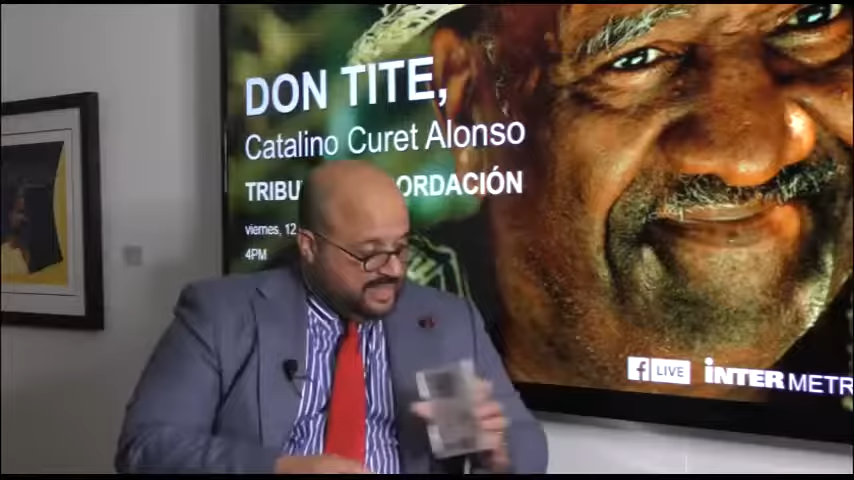 DON TITE,
Catalino Curet Alonso
TRIBU ORDACIÓN
viernes, 12
4PM
f LIVE
INTER METR